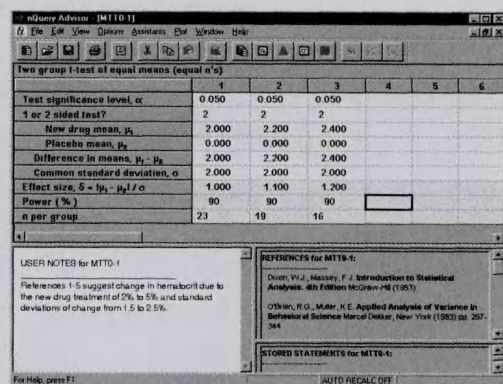 nQuery Advisor - [MTT0-1]
File Edit View Options Assistants Plot Window Help
Two group t-test of equal means (equal n's)
1 2 3 4 5 6
Test significance level, α 0.050 0.050 0.050
1 or 2 sided test? 2 2 2
New drug mean, μ₁ 2.000 2.200 2.400
Placebo mean, μ₂ 0.000 0.000 0.000
Difference in means, μ₁ - μ₂ 2.000 2.200 2.400
Common standard deviation, σ 2.000 2.000 2.000
Effect size, δ = |μ₁ - μ₂| / σ 1.000 1.100 1.200
Power ( % ) 90 90 90
n per group 23 19 16
USER NOTES for MTT0-1
References 1-5 suggest change in hematocrit due to
the new drug treatment of 2% to 5% and standard
deviations of change from 1.5 to 2.5%.
REFERENCES for MTT0-1:
Dixon, W.J., Massey, F.J. Introduction to Statistical
Analysis. 4th Edition McGraw-Hill (1983)
O'Brien, R.G., Muller, K.E. Applied Analysis of Variance in
Behavioral Science Marcel Dekker, New York (1983) pp. 297-
344
STORED STATEMENTS for MTT0-1:
For Help, press F1 AUTO RECALC OFF